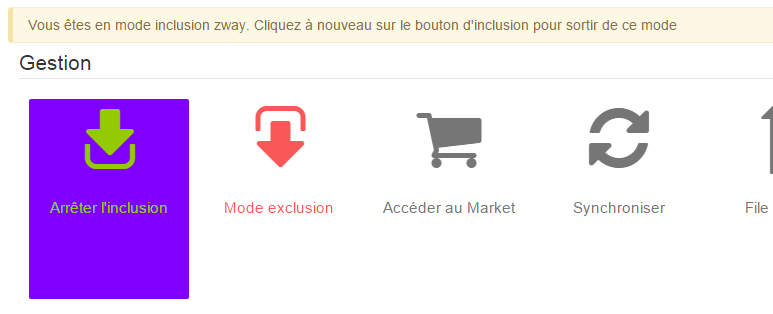 Vous êtes en mode inclusion zway. Cliquez à nouveau sur le bouton d'inclusion pour sortir de ce mode
Gestion
Arrêter l'inclusion
Mode exclusion
Accéder au Market
Synchroniser
File